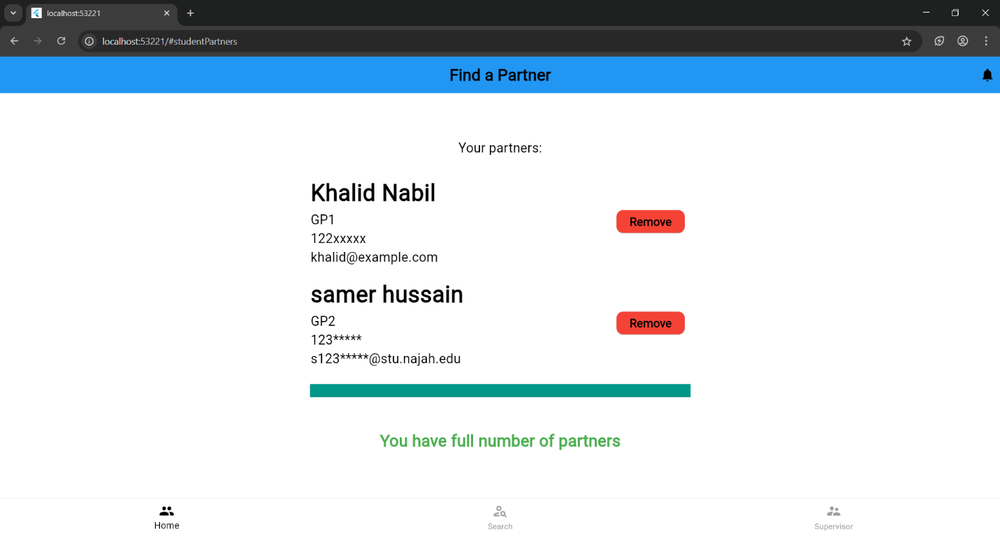 localhost:53221
localhost:53221/#studentPartners
Find a Partner
Your partners:
Khalid Nabil
GP1
122xxxxx
khalid@example.com
Remove
samer hussain
GP2
123*****
s123*****@stu.najah.edu
Remove
You have full number of partners
Home
Search
Supervisor